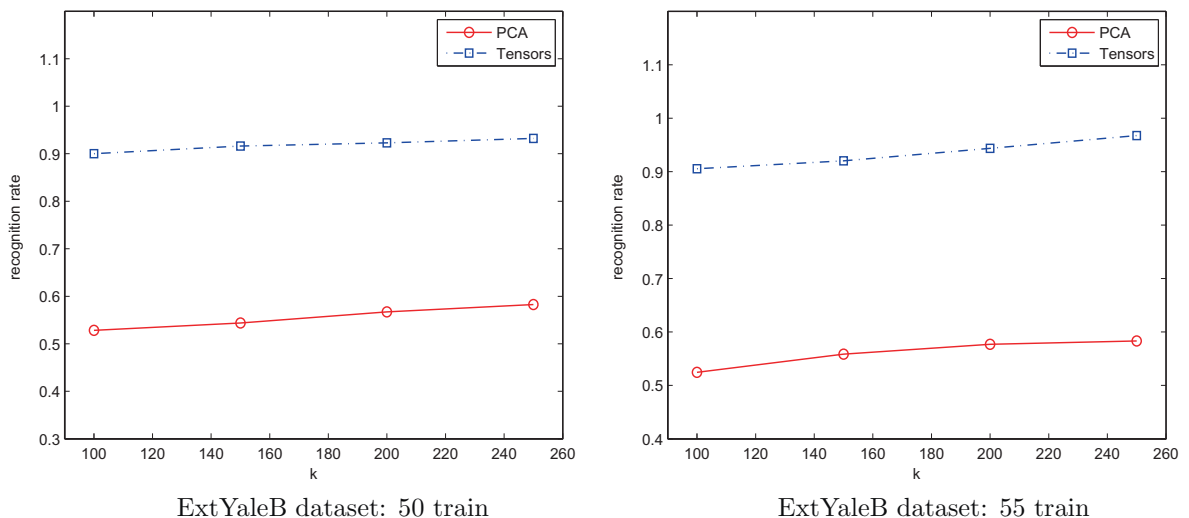 PCA
Tensors
1.1
1
0.9
0.8
0.7
0.6
0.5
0.4
0.3
recognition rate
100 120 140 160 180 200 220 240 260
k
ExtYaleB dataset: 50 train
PCA
Tensors
1.1
1
0.9
0.8
0.7
0.6
0.5
0.4
recognition rate
100 120 140 160 180 200 220 240 260
k
ExtYaleB dataset: 55 train